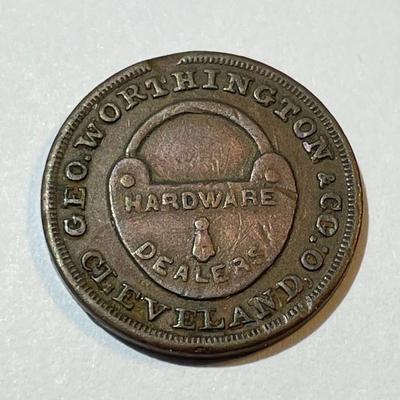 GEO. WORTHINGTON & CO.
HARDWARE
DEALERS
CLEVELAND, O.